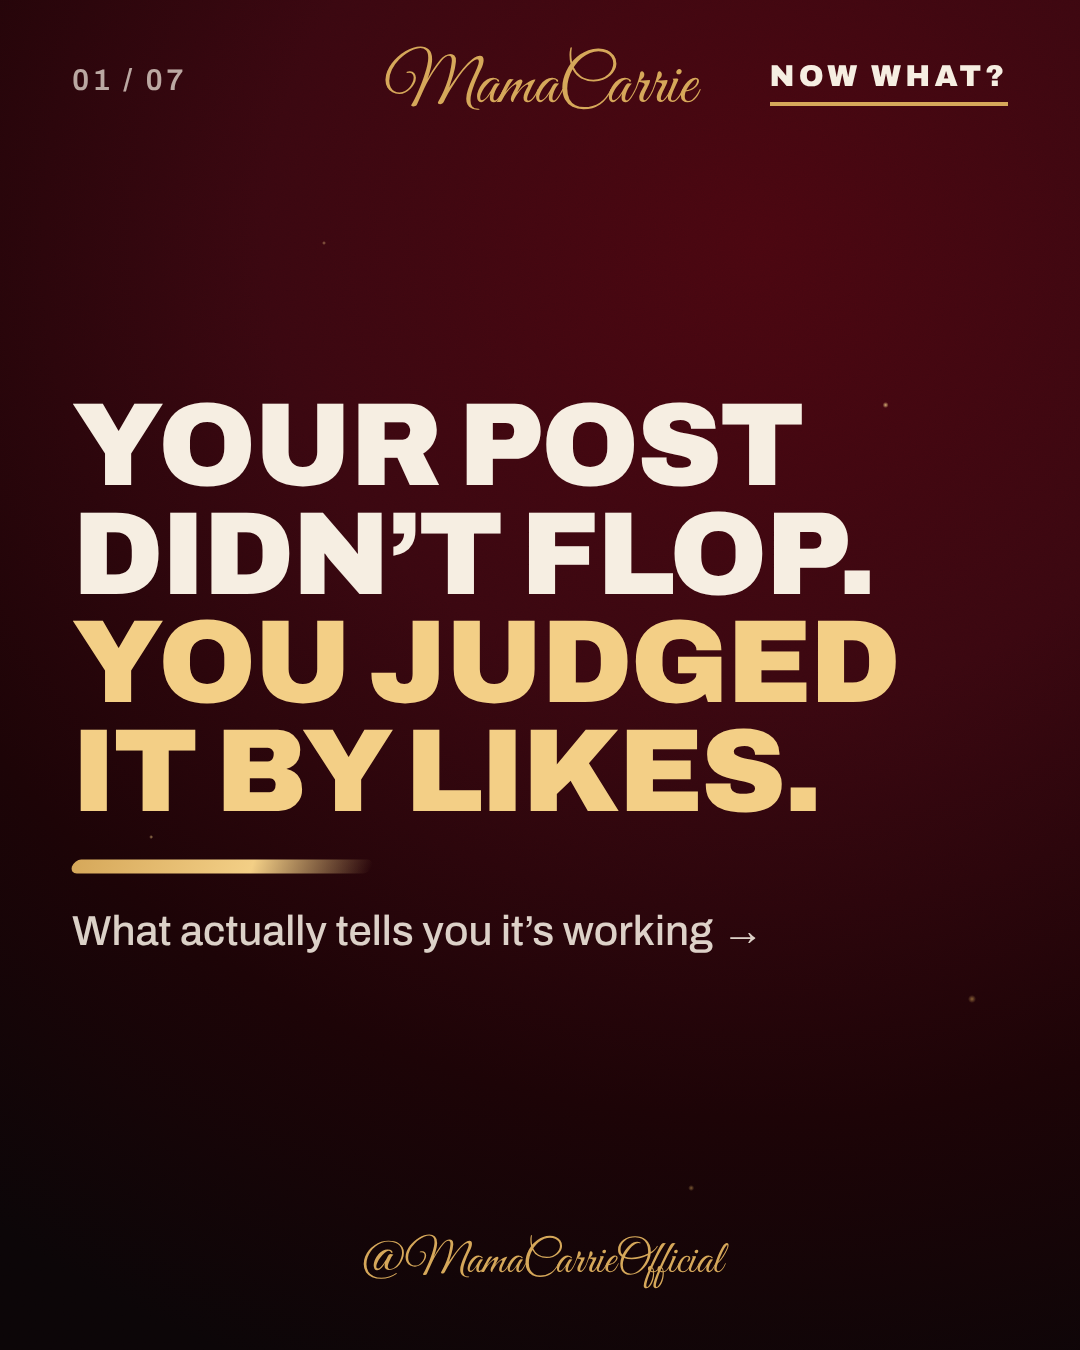 01 / 07
MamaCarrie
NOW WHAT?
YOUR POST
DIDN’T FLOP.
YOU JUDGED
IT BY LIKES.
What actually tells you it’s working →
@MamaCarrieOfficial